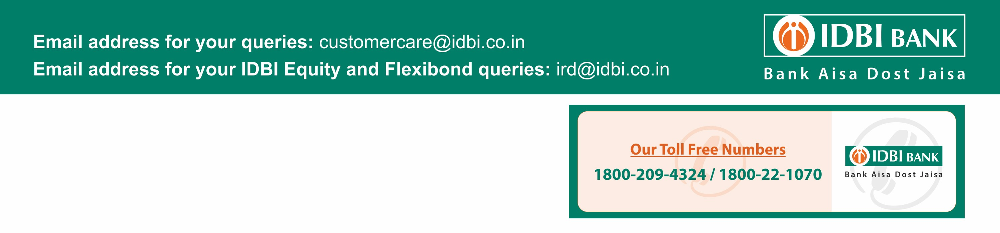 Email address for your queries: customercare@idbi.co.in
Email address for your IDBI Equity and Flexibond queries: ird@idbi.co.in
IDBI BANK
Bank Aisa Dost Jaisa
Our Toll Free Numbers
1800-209-4324 / 1800-22-1070
IDBI BANK
Bank Aisa Dost Jaisa